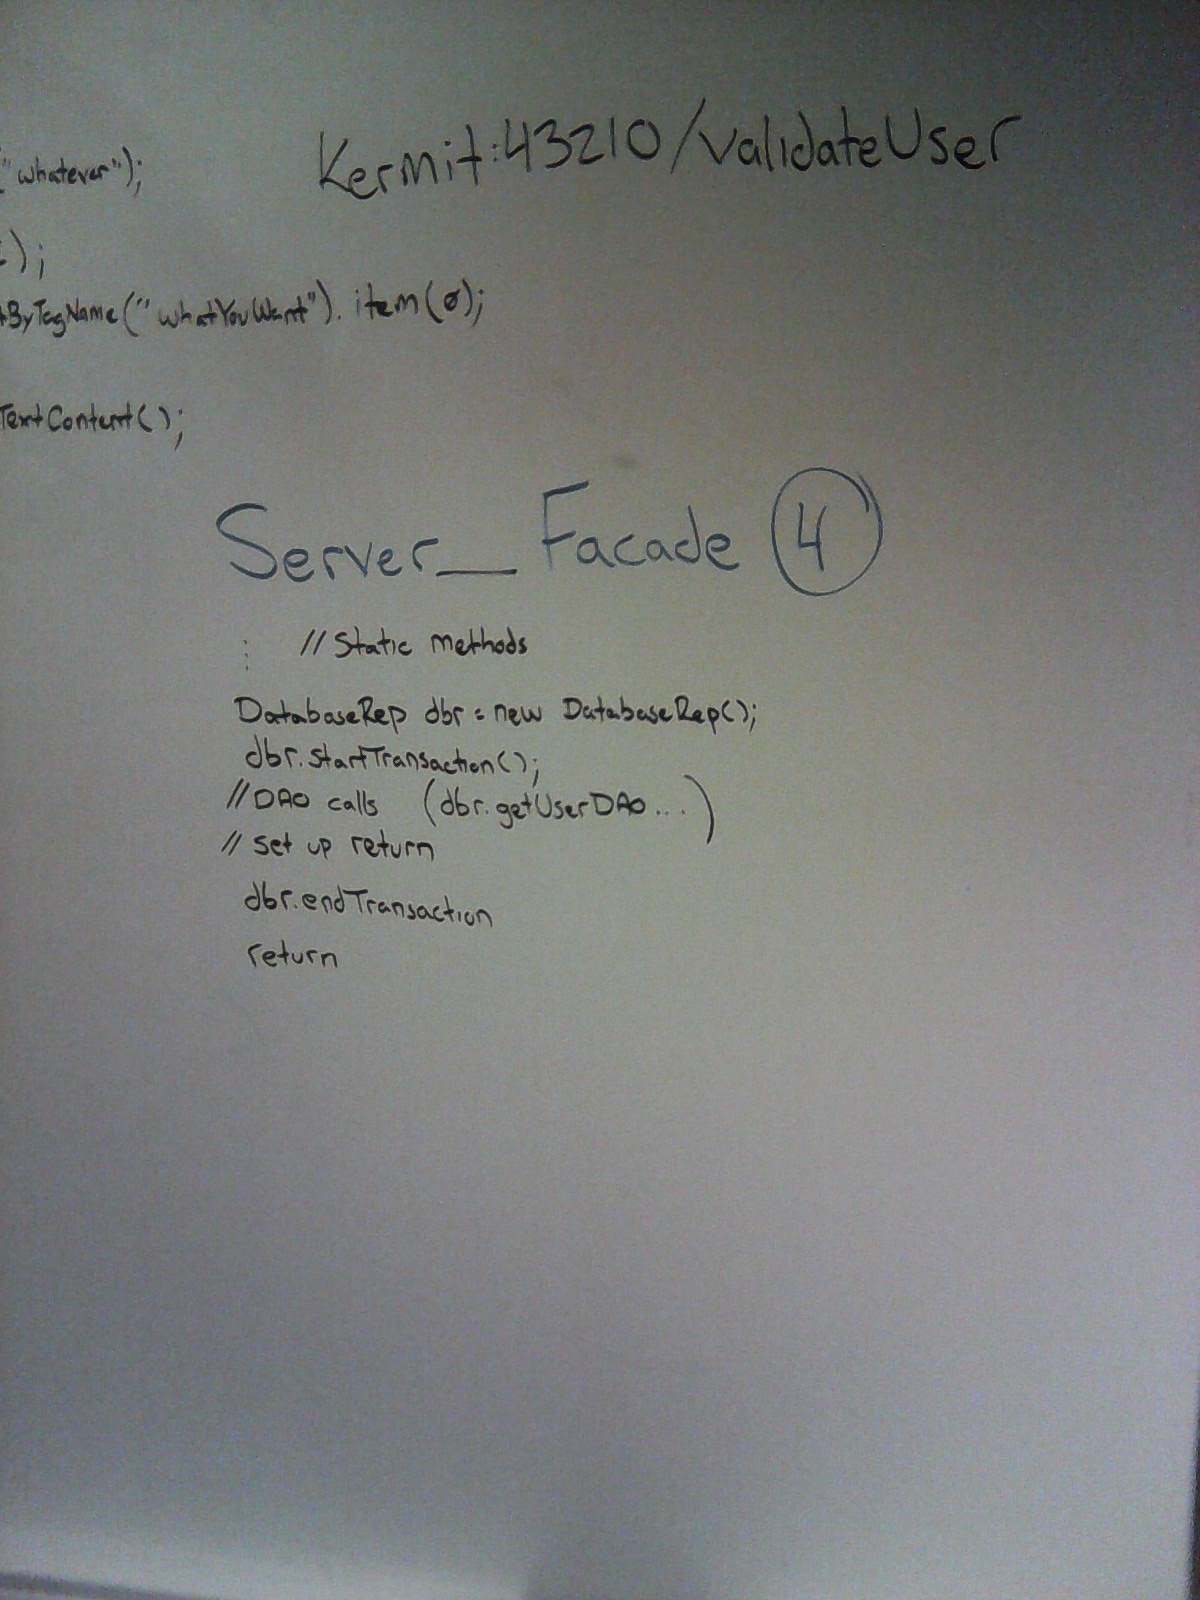 Kermit:43210/validateUser
("whatever");
);
ByTagName("whatYouWant").item(0);
TextContent();
Server_Facade 4
// Static Methods
DatabaseRep dbr = new DatabaseRep();
dbr.startTransaction();
//DAO calls (dbr.getUserDAO...)
// set up return
dbr.endTransaction
return